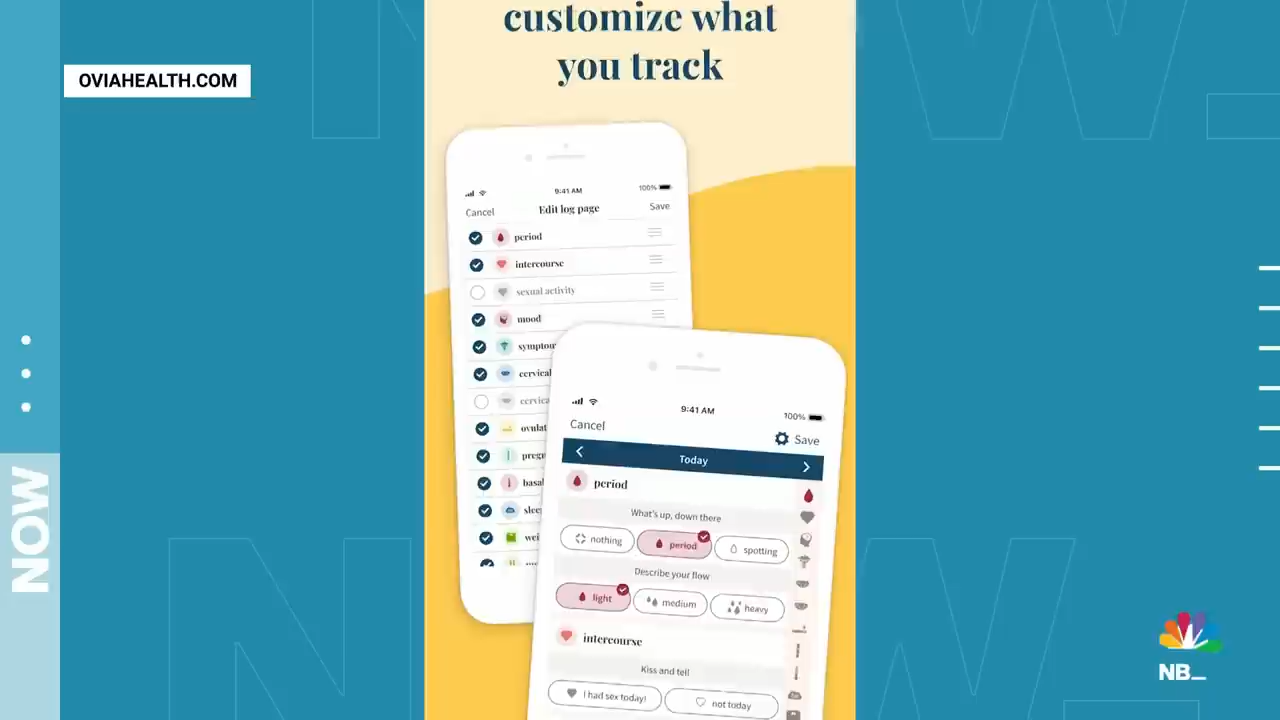 customize what
you track
OVIAHEALTH.COM
9:41 AM
100%
Cancel
Edit log page
Save
period
intercourse
sexual activity
mood
9:41 AM
100%
Cancel
Save
Today
period
What's up, down there
nothing
period
spotting
Describe your flow
light
medium
heavy
intercourse
Kiss and tell
I had sex today!
not today
NOW
NB_